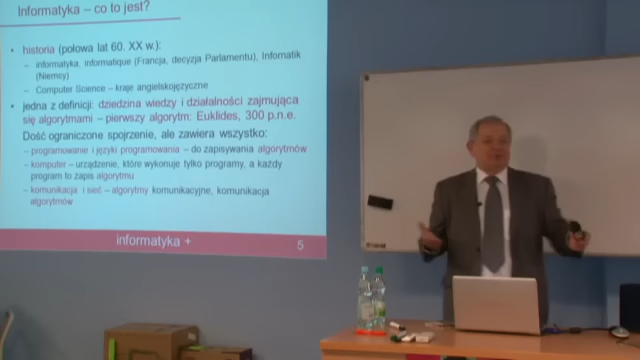 Informatyka – co to jest?
• historia (połowa lat 60. XX w.):
– informatyka, informatique (Francja, decyzja Parlamentu), Infomatik
(Niemcy)
– Computer Science – kraje angielskojęzyczne
• jedna z definicji: dziedzina wiedzy i działalności zajmująca
się algorytmami – pierwszy algorytm: Euklides, 300 p.n.e.
Dość ograniczone spojrzenie, ale zawiera wszystko:
– programowanie i języki programowania – do zapisywania algorytmów
– komputer – urządzenie, które wykonuje tylko programy, a każdy
program to zapis algorytmu
– komunikacja i sieć – algorytmy komunikacyjne, komunikacja
algorytmów
informatyka +
5